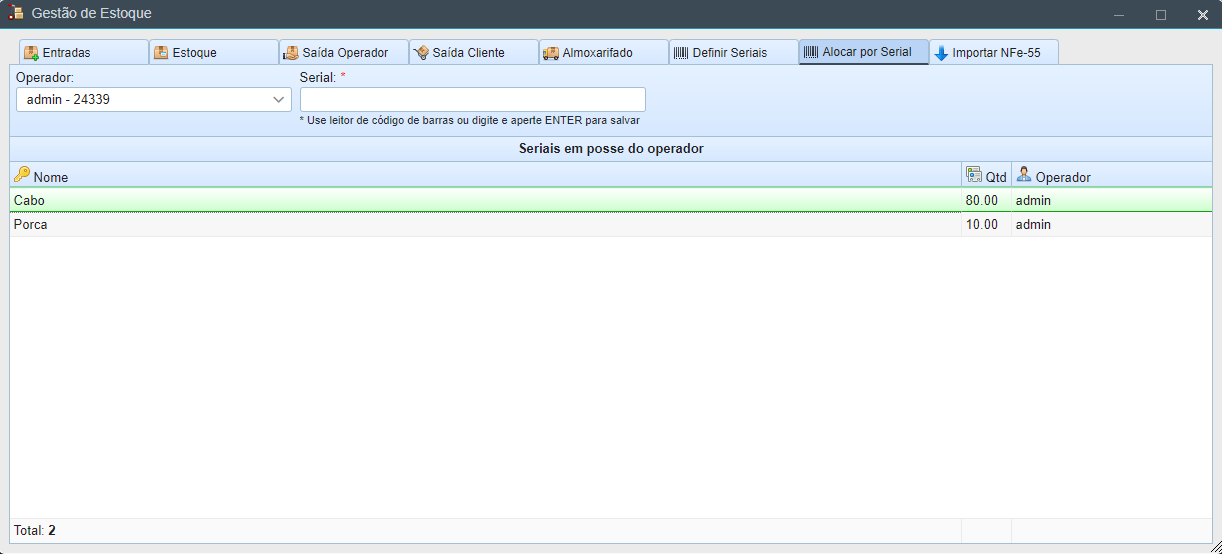 Gestão de Estoque
Entradas Estoque Saída Operador Saída Cliente Almoxarifado Definir Seriais Alocar por Serial Importar NFe-55
Operador: Serial: *
admin - 24339
* Use leitor de código de barras ou digite e aperte ENTER para salvar
Seriais em posse do operador
Nome Qtd Operador
Cabo 80.00 admin
Porca 10.00 admin
Total: 2